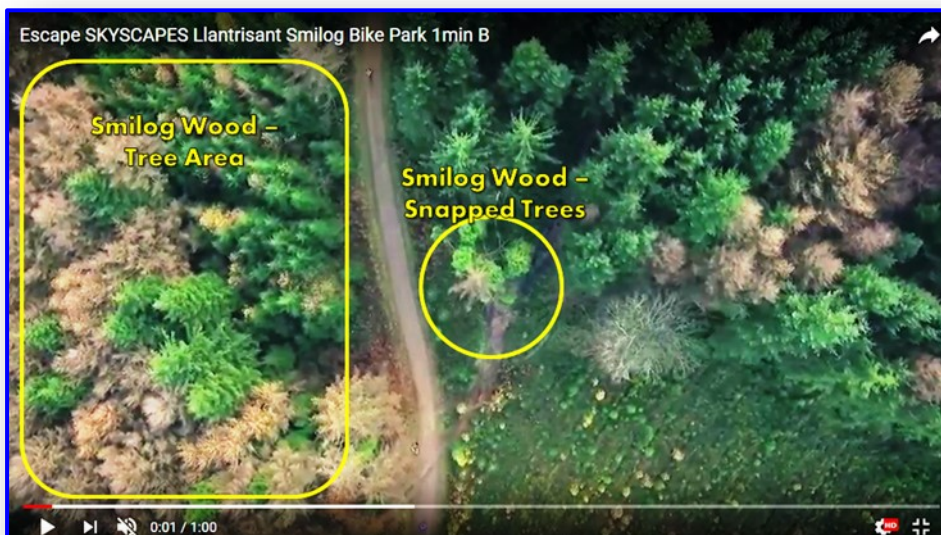 Escape SKYSCAPES Llantrisant Smilog Bike Park 1min B
Smilog Wood –
Tree Area
Smilog Wood –
Snapped Trees
0:01 / 1:00
HD